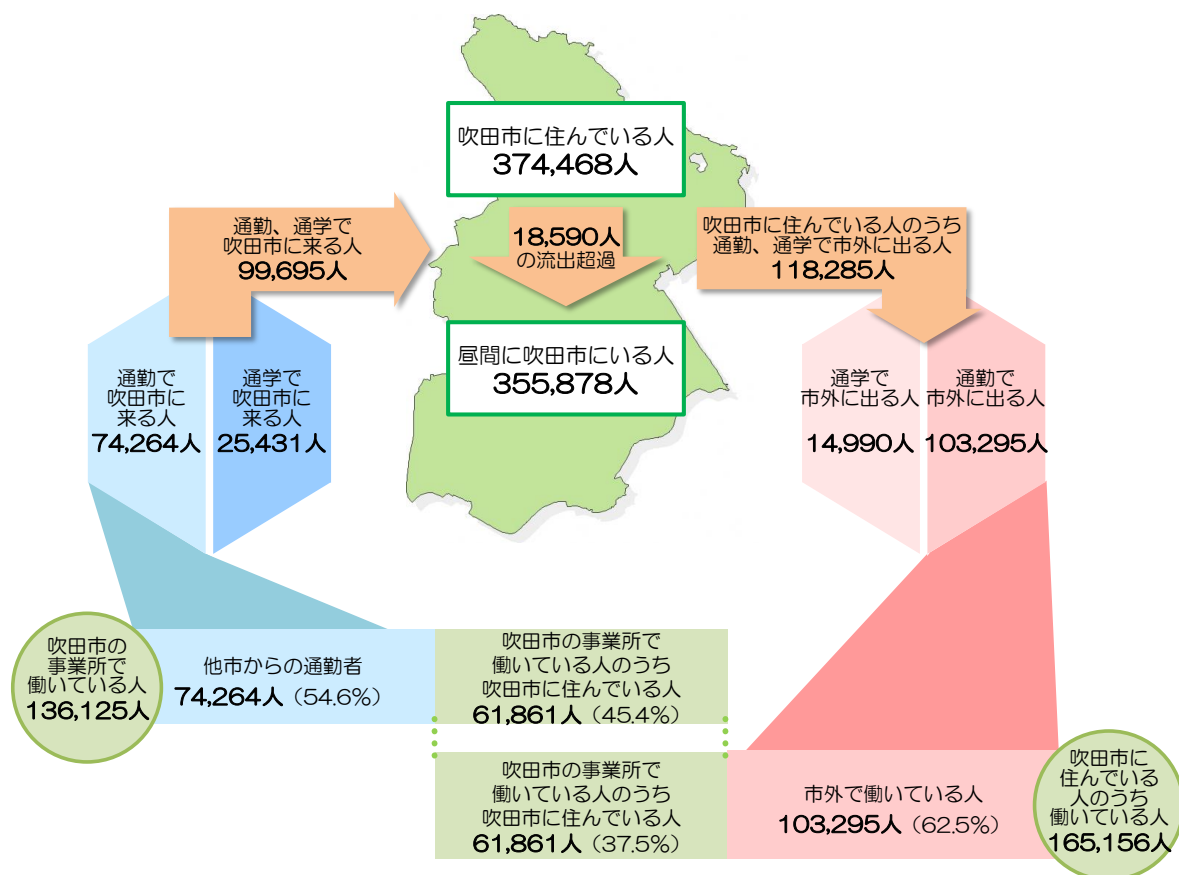 吹田市に住んでいる人
374,468人
通勤、通学で
吹田市に来る人
99,695人
18,590人
の流出超過
吹田市に住んでいる人のうち
通勤、通学で市外に出る人
118,285人
昼間に吹田市にいる人
355,878人
通勤で
吹田市に
来る人
74,264人
通学で
吹田市に
来る人
25,431人
通学で
市外に出る人
14,990人
通勤で
市外に出る人
103,295人
吹田市の
事業所で
働いている人
136,125人
他市からの通勤者
74,264人（54.6%）
吹田市の事業所で
働いている人のうち
吹田市に住んでいる人
61,861人（45.4%）
吹田市の事業所で
働いている人のうち
吹田市に住んでいる人
61,861人（37.5%）
市外で働いている人
103,295人（62.5%）
吹田市に
住んでいる
人のうち
働いている人
165,156人